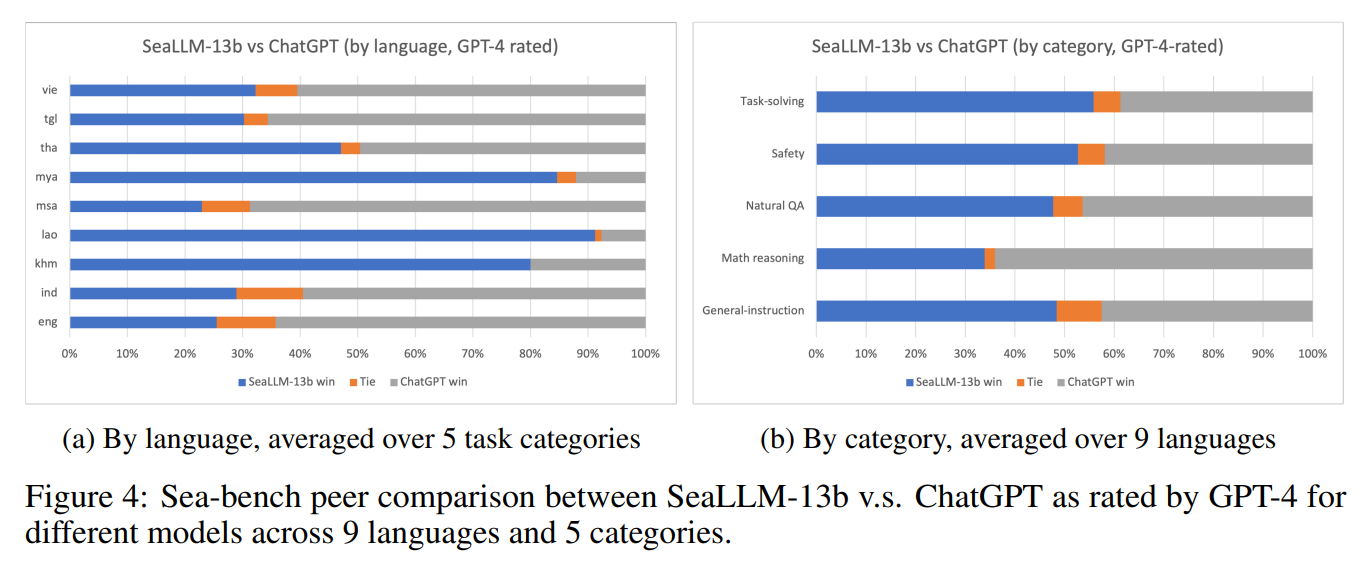 SeaLLM-13b vs ChatGPT (by language, GPT-4 rated)
vie
tgl
tha
mya
msa
lao
khm
ind
eng
0% 10% 20% 30% 40% 50% 60% 70% 80% 90% 100%
SeaLLM-13b win Tie ChatGPT win
(a) By language, averaged over 5 task categories
SeaLLM-13b vs ChatGPT (by category, GPT-4-rated)
Task-solving
Safety
Natural QA
Math reasoning
General-instruction
0% 10% 20% 30% 40% 50% 60% 70% 80% 90% 100%
SeaLLM-13b win Tie ChatGPT win
(b) By category, averaged over 9 languages
Figure 4: Sea-bench peer comparison between SeaLLM-13b v.s. ChatGPT as rated by GPT-4 for
different models across 9 languages and 5 categories.